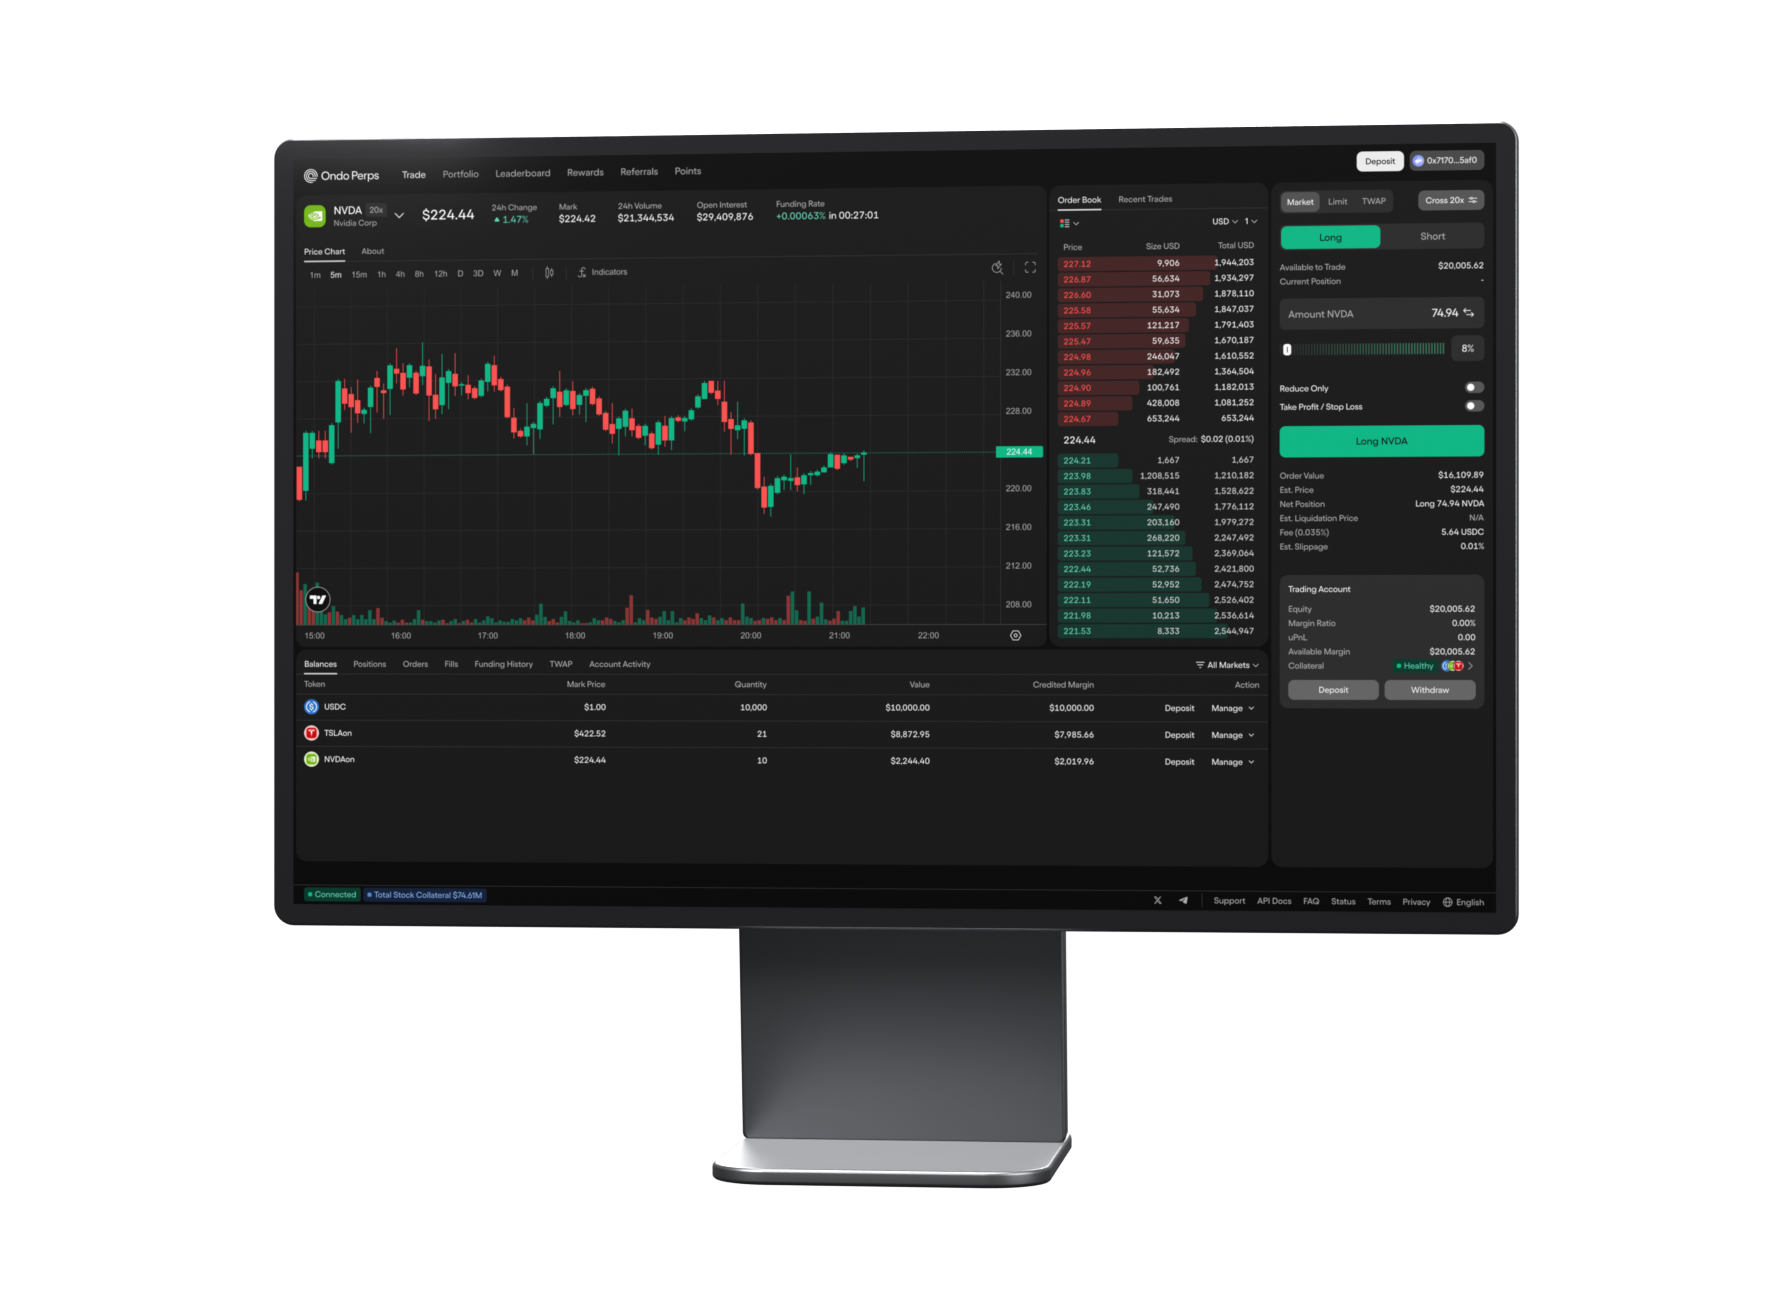 Ondo Perps Trade Portfolio Leaderboard Rewards Referrals Points Deposit 0x7170...5af0
NVDA 20x $224.44
Nvidia Corp
24h Change 1.47%
Mark $224.42
24h Volume $21,344,534
Open Interest $29,409,876
Funding Rate +0.00063% in 00:27:01
Price Chart About
1m 5m 15m 1h 4h 8h 12h D 3D W M Indicators
240.00
236.00
232.00
228.00
224.44
220.00
216.00
212.00
208.00
15:00 16:00 17:00 18:00 19:00 20:00 21:00 22:00
Order Book Recent Trades
USD 1
Price Size USD Total USD
227.12 9,906 1,944,203
226.87 56,634 1,934,297
226.60 31,073 1,878,110
225.58 55,634 1,847,037
225.57 121,217 1,791,403
225.47 59,635 1,670,187
224.98 246,047 1,610,552
224.96 182,492 1,364,504
224.90 100,761 1,182,013
224.89 428,008 1,081,252
224.67 653,244 653,244
224.44 Spread: $0.02 (0.01%)
224.21 1,667 1,667
223.98 1,208,515 1,210,182
223.83 318,441 1,528,622
223.46 247,490 1,776,112
223.31 203,160 1,979,272
223.31 268,220 2,247,492
223.23 121,572 2,369,064
222.44 52,736 2,421,800
222.19 52,952 2,474,752
222.11 51,650 2,526,402
221.98 10,213 2,536,614
221.53 8,333 2,544,947
Market Limit TWAP Cross 20x
Long Short
Available to Trade $20,005.62
Current Position -
Amount NVDA 74.94
8%
Reduce Only
Take Profit / Stop Loss
Long NVDA
Order Value $16,109.89
Est. Price $224.44
Net Position Long 74.94 NVDA
Est. Liquidation Price N/A
Fee (0.035%) 5.64 USDC
Est. Slippage 0.01%
Trading Account
Equity $20,005.62
Margin Ratio 0.00%
uPnL 0.00
Available Margin $20,005.62
Collateral Healthy
Deposit Withdraw
Balances Positions Orders Fills Funding History TWAP Account Activity All Markets
Token Mark Price Quantity Value Credited Margin Action
USDC $1.00 10,000 $10,000.00 $10,000.00 Deposit Manage
TSLAon $422.52 21 $8,872.95 $7,985.66 Deposit Manage
NVDAon $224.44 10 $2,244.40 $2,019.96 Deposit Manage
Connected Total Stock Collateral $74.61M Support API Docs FAQ Status Terms Privacy English